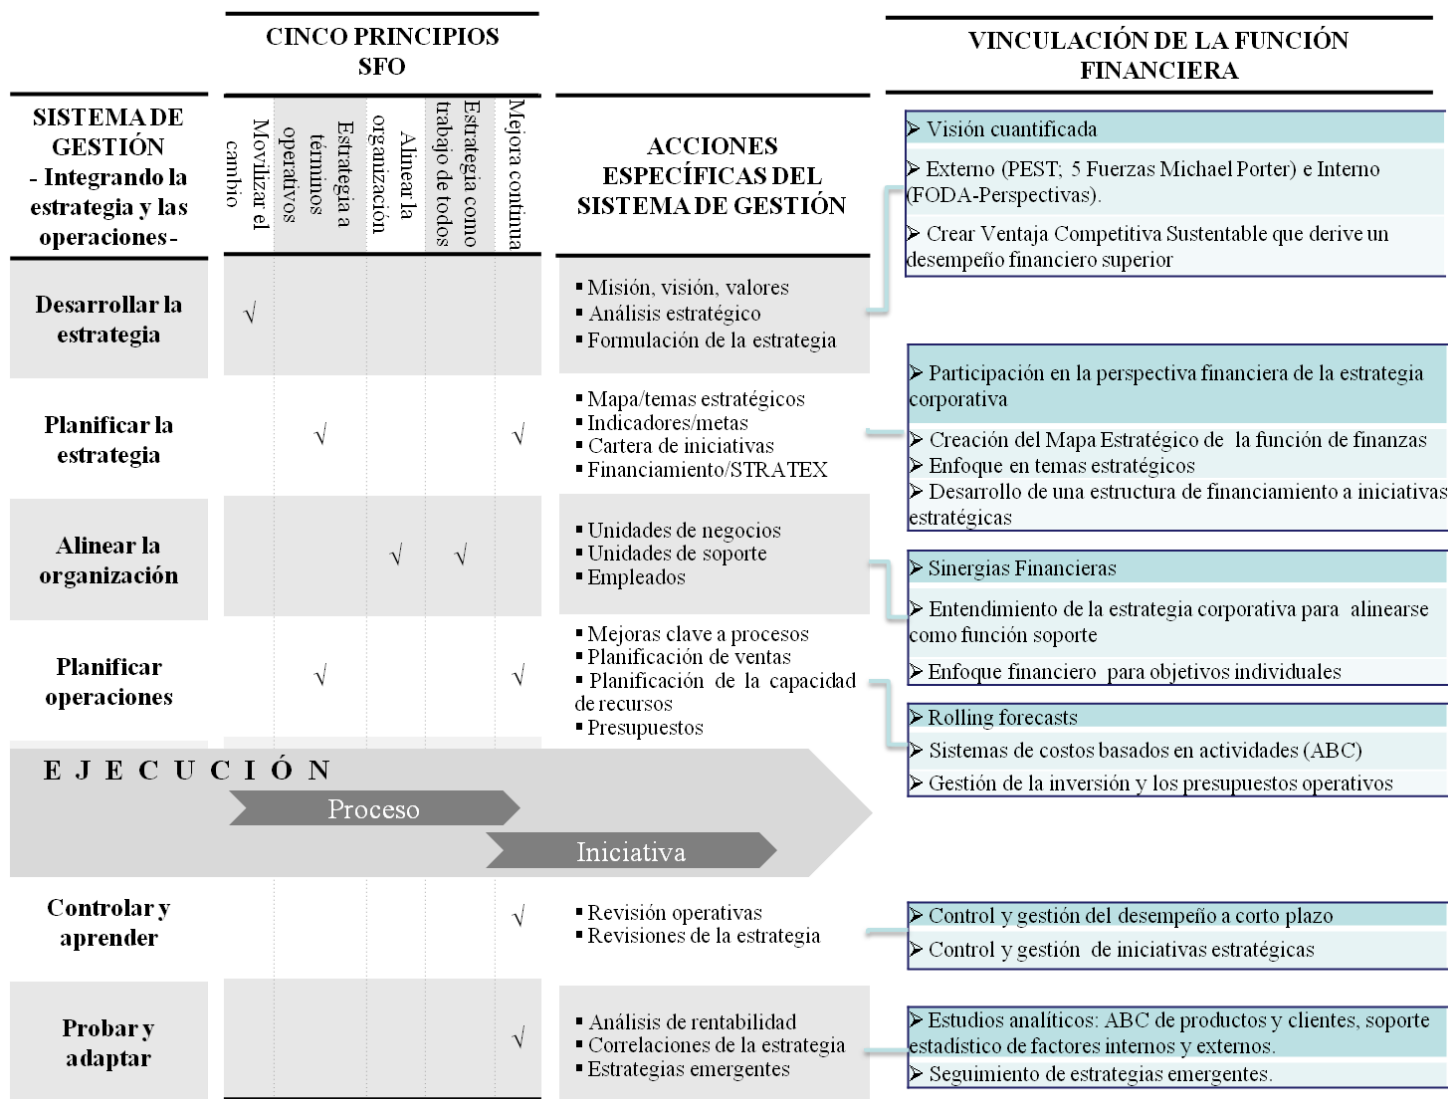 CINCO PRINCIPIOS
SFO
VINCULACIÓN DE LA FUNCIÓN
FINANCIERA
SISTEMA DE
GESTIÓN
- Integrando la
estrategia y las
operaciones-
Movilizar el
cambio
Estrategia a
términos
operativos
Alinear la
organización
Estrategia como
trabajo de todos
Mejora continua
ACCIONES
ESPECÍFICAS DEL
SISTEMA DE GESTIÓN
➢ Visión cuantificada
➢ Externo (PEST; 5 Fuerzas Michael Porter) e Interno
(FODA-Perspectivas).
➢ Crear Ventaja Competitiva Sustentable que derive un
desempeño financiero superior
Desarrollar la
estrategia
√
▪ Misión, visión, valores
▪ Análisis estratégico
▪ Formulación de la estrategia
➢ Participación en la perspectiva financiera de la estrategia
corporativa
➢ Creación del Mapa Estratégico de la función de finanzas
➢ Enfoque en temas estratégicos
➢ Desarrollo de una estructura de financiamiento a iniciativas
estratégicas
Planificar la
estrategia
√ √
▪ Mapa/temas estratégicos
▪ Indicadores/metas
▪ Cartera de iniciativas
▪ Financiamiento/STRATEX
Alinear la
organización
√ √
▪ Unidades de negocios
▪ Unidades de soporte
▪ Empleados
➢ Sinergias Financieras
➢ Entendimiento de la estrategia corporativa para alinearse
como función soporte
➢ Enfoque financiero para objetivos individuales
Planificar
operaciones
√ √
▪ Mejoras clave a procesos
▪ Planificación de ventas
▪ Planificación de la capacidad
de recursos
▪ Presupuestos
➢ Rolling forecasts
➢ Sistemas de costos basados en actividades (ABC)
➢ Gestión de la inversión y los presupuestos operativos
E J E C U C I Ó N
Proceso
Iniciativa
Controlar y
aprender
√
▪ Revisión operativas
▪ Revisiones de la estrategia
➢ Control y gestión del desempeño a corto plazo
➢ Control y gestión de iniciativas estratégicas
Probar y
adaptar
√
▪ Análisis de rentabilidad
▪ Correlaciones de la estrategia
▪ Estrategias emergentes
➢ Estudios analíticos: ABC de productos y clientes, soporte
estadístico de factores internos y externos.
➢ Seguimiento de estrategias emergentes.